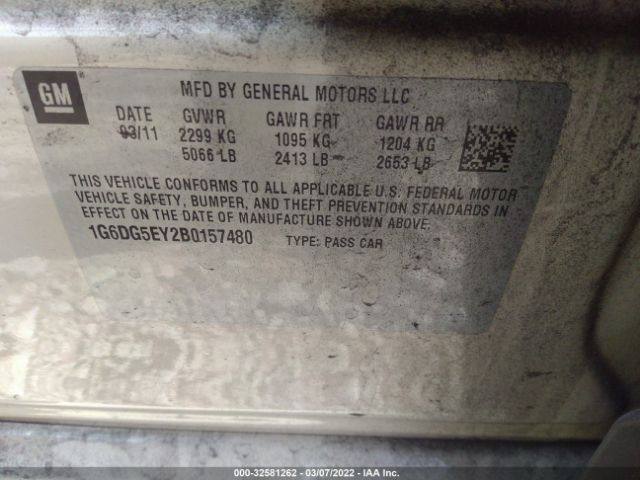 GM
MFD BY GENERAL MOTORS LLC
DATE GVWR GAWR FRT GAWR RR
03/11 2299 KG 1095 KG 1204 KG
5066 LB 2413 LB 2653 LB
THIS VEHICLE CONFORMS TO ALL APPLICABLE U.S. FEDERAL MOTOR
VEHICLE SAFETY, BUMPER, AND THEFT PREVENTION STANDARDS IN
EFFECT ON THE DATE OF MANUFACTURE SHOWN ABOVE.
1G6DG5EY2B0157480 TYPE: PASS CAR
000-32581262 - 03/07/2022 - IAA Inc.